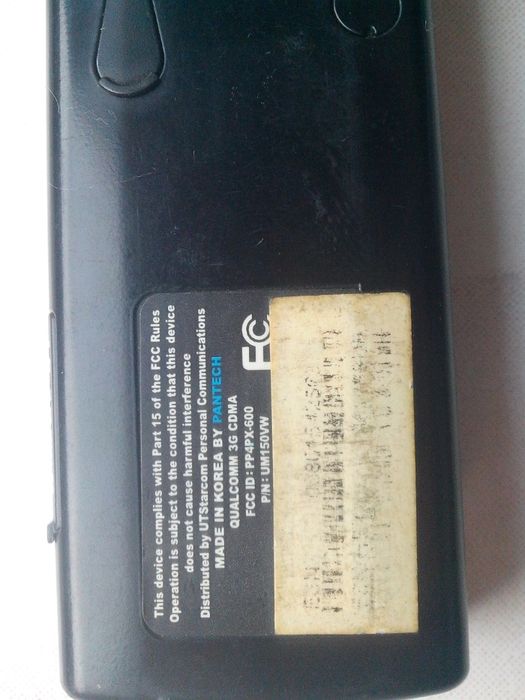 This device complies with Part 15 of the FCC Rules
Operation is subject to the condition that this device
does not cause harmful interference
Distributed by UTStarcom Personal Communications
MADE IN KOREA BY PANTECH
QUALCOMM 3G CDMA
FCC ID : PP4PX-600
P/N : UM150VW
FC